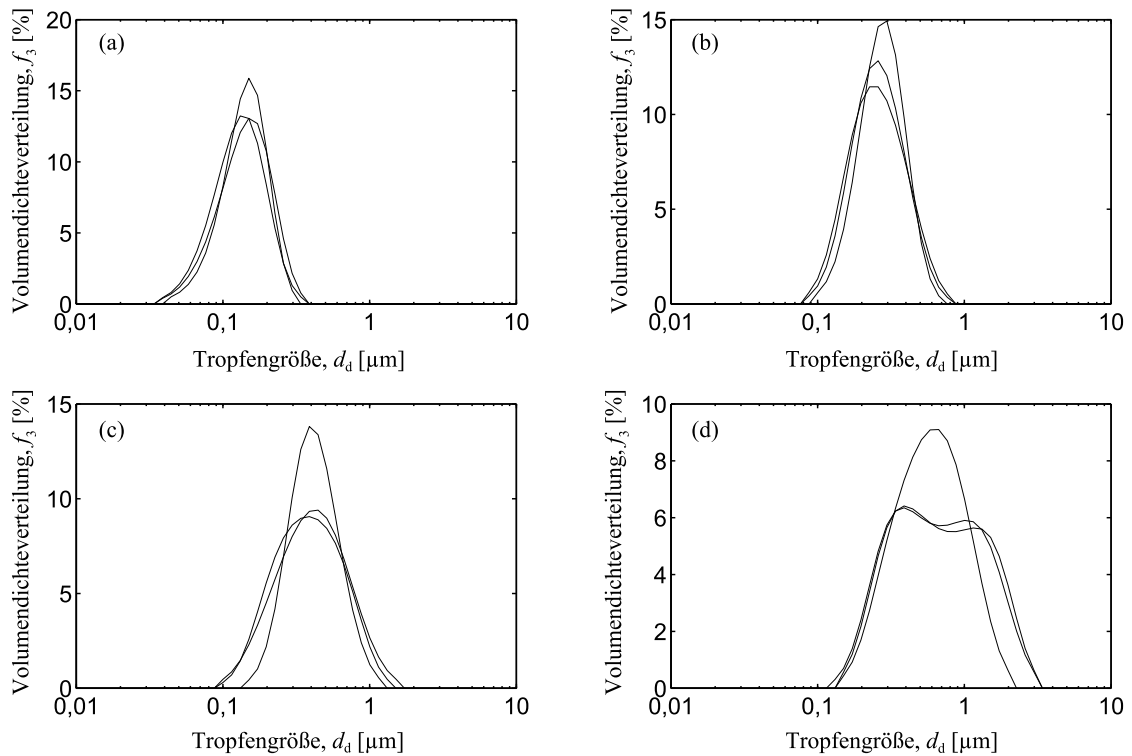 Volumendichteverteilung, f3 [%]
20
15
10
5
0
(a)
0,01 0,1 1 10
Tropfengröße, dd [µm]
Volumendichteverteilung, f3 [%]
15
10
5
0
(b)
0,01 0,1 1 10
Tropfengröße, dd [µm]
Volumendichteverteilung, f3 [%]
15
10
5
0
(c)
0,01 0,1 1 10
Tropfengröße, dd [µm]
Volumendichteverteilung, f3 [%]
10
8
6
4
2
0
(d)
0,01 0,1 1 10
Tropfengröße, dd [µm]